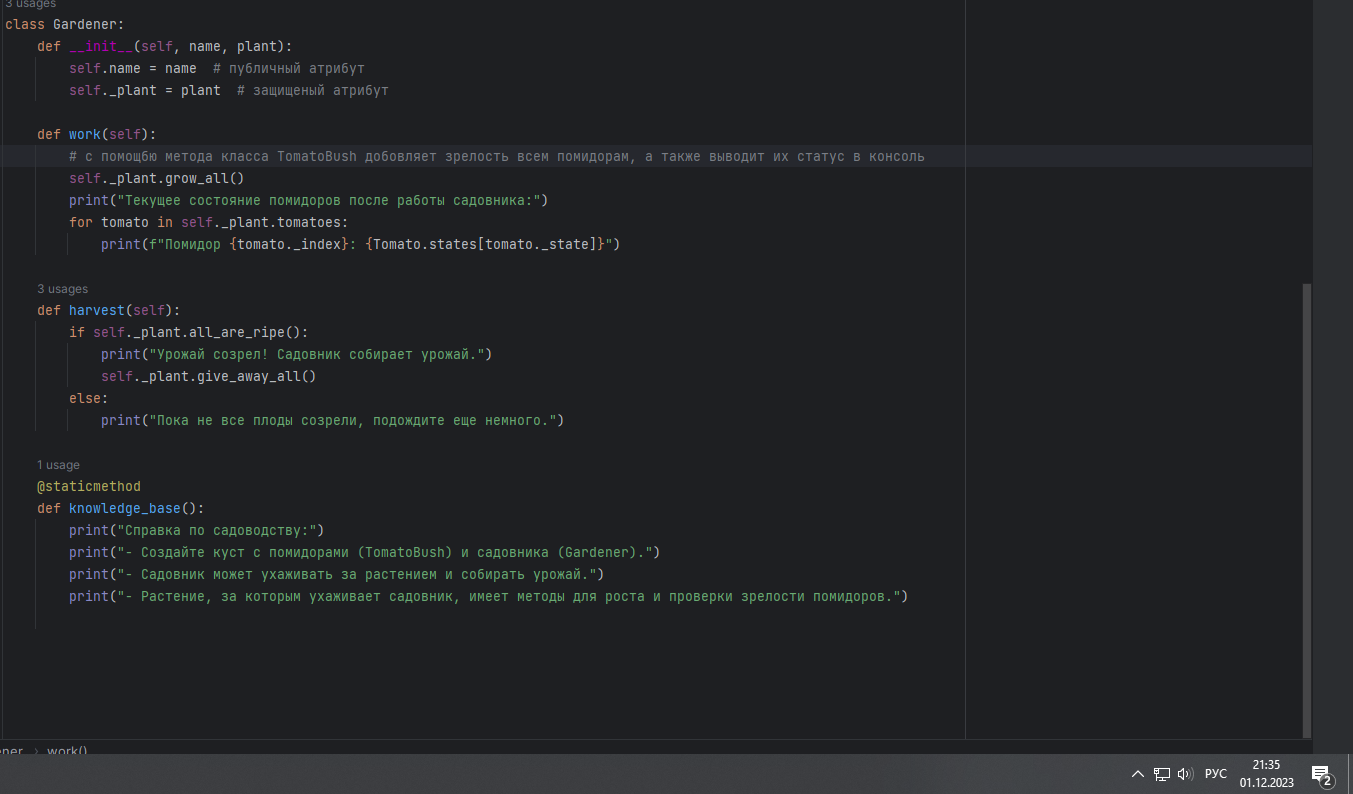 3 usages
class Gardener:
def __init__(self, name, plant):
self.name = name  # публичный атрибут
self._plant = plant  # защищеный атрибут
def work(self):
# с помощбю метода класса TomatoBush добовляет зрелость всем помидорам, а также выводит их статус в консоль
self._plant.grow_all()
print("Текущее состояние помидоров после работы садовника:")
for tomato in self._plant.tomatoes:
print(f"Помидор {tomato._index}: {Tomato.states[tomato._state]}")
3 usages
def harvest(self):
if self._plant.all_are_ripe():
print("Урожай созрел! Садовник собирает урожай.")
self._plant.give_away_all()
else:
print("Пока не все плоды созрели, подождите еще немного.")
1 usage
@staticmethod
def knowledge_base():
print("Справка по садоводству:")
print("- Создайте куст с помидорами (TomatoBush) и садовника (Gardener).")
print("- Садовник может ухаживать за растением и собирать урожай.")
print("- Растение, за которым ухаживает садовник, имеет методы для роста и проверки зрелости помидоров.")
ener > work()
РУС
21:35
01.12.2023
2